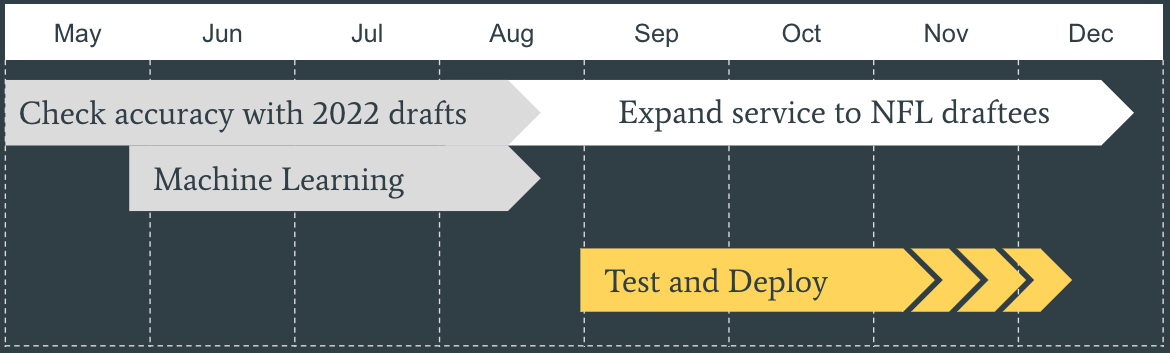 May Jun Jul Aug Sep Oct Nov Dec
Check accuracy with 2022 drafts
Expand service to NFL draftees
Machine Learning
Test and Deploy